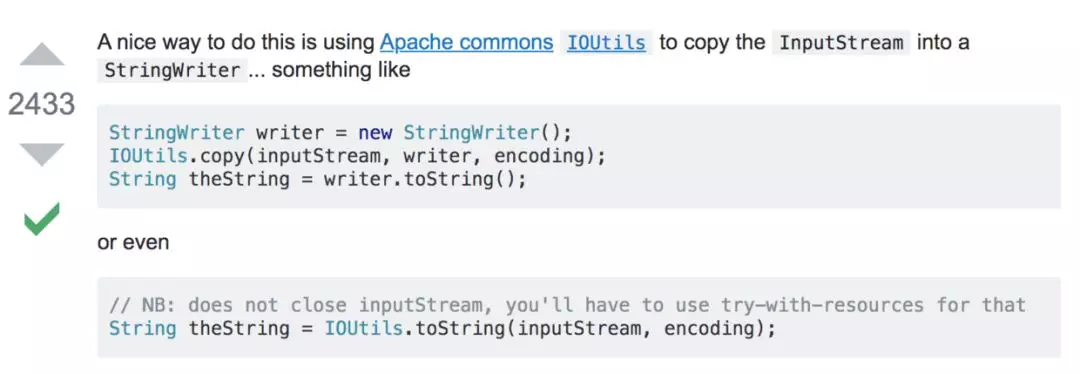 A nice way to do this is using Apache commons IOUtils to copy the InputStream into a
StringWriter... something like
2433
StringWriter writer = new StringWriter();
IOUtils.copy(inputStream, writer, encoding);
String theString = writer.toString();
or even
// NB: does not close inputStream, you'll have to use try-with-resources for that
String theString = IOUtils.toString(inputStream, encoding);